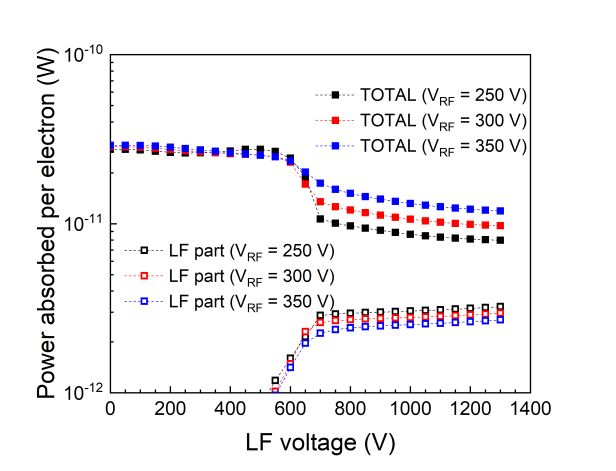 10⁻¹⁰
TOTAL (V_RF = 250 V)
TOTAL (V_RF = 300 V)
TOTAL (V_RF = 350 V)
10⁻¹¹
LF part (V_RF = 250 V)
LF part (V_RF = 300 V)
LF part (V_RF = 350 V)
10⁻¹²
0 200 400 600 800 1000 1200 1400
LF voltage (V)
Power absorbed per electron (W)